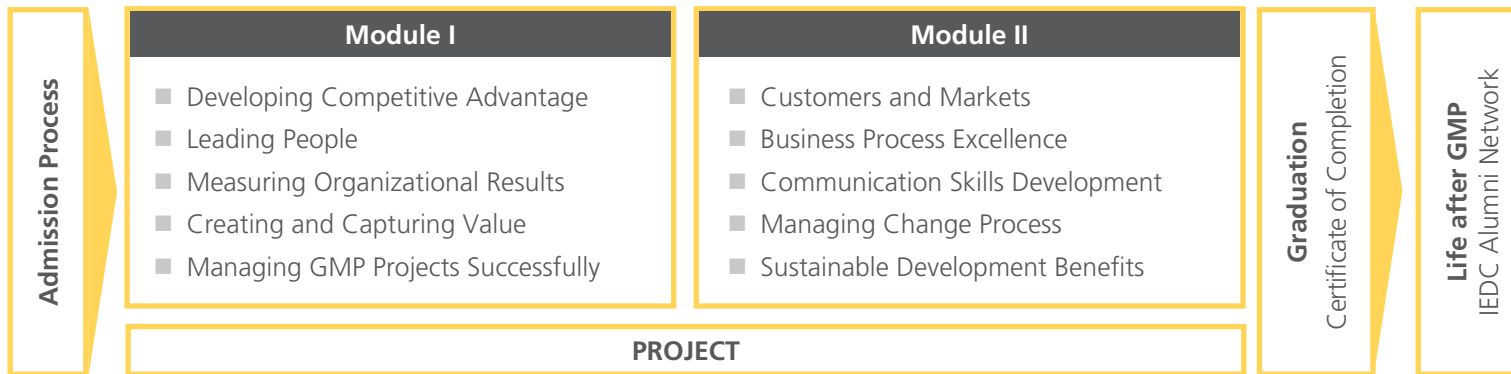 Admission Process
Module I
Developing Competitive Advantage
Leading People
Measuring Organizational Results
Creating and Capturing Value
Managing GMP Projects Successfully
Module II
Customers and Markets
Business Process Excellence
Communication Skills Development
Managing Change Process
Sustainable Development Benefits
PROJECT
Graduation
Certificate of Completion
Life after GMP
IEDC Alumni Network